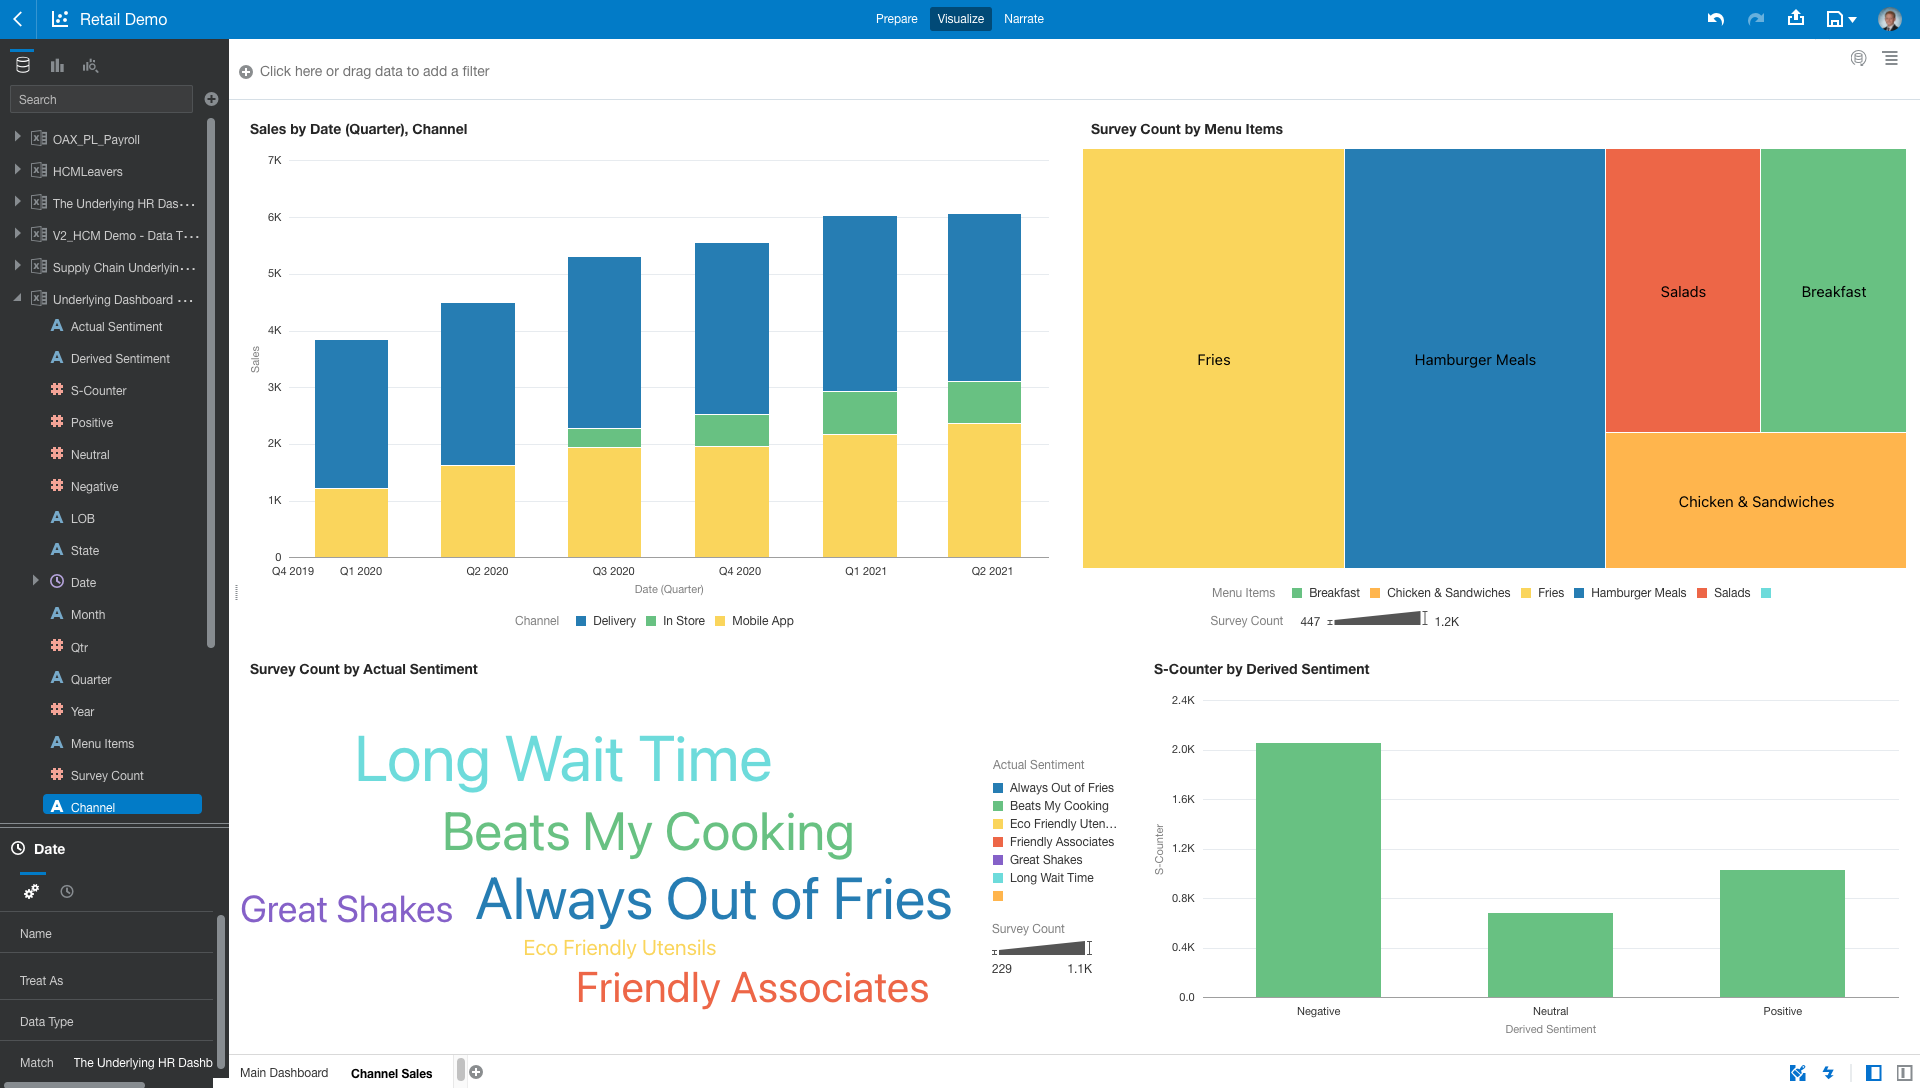 Retail Demo
Prepare
Visualize
Narrate
Search
OAX_PL_Payroll
HCMLeavers
The Underlying HR Das···
V2_HCM Demo - Data T···
Supply Chain Underlyin···
Underlying Dashboard ···
Actual Sentiment
Derived Sentiment
S-Counter
Positive
Neutral
Negative
LOB
State
Date
Month
Qtr
Quarter
Year
Menu Items
Survey Count
Channel
Date
Name
Treat As
Data Type
Match The Underlying HR Dashb
Click here or drag data to add a filter
Sales by Date (Quarter), Channel
7K
6K
5K
4K
3K
2K
1K
0
Sales
Q4 2019 Q1 2020 Q2 2020 Q3 2020 Q4 2020 Q1 2021 Q2 2021
Date (Quarter)
Channel Delivery In Store Mobile App
Survey Count by Menu Items
Fries
Hamburger Meals
Salads
Breakfast
Chicken & Sandwiches
Menu Items Breakfast Chicken & Sandwiches Fries Hamburger Meals Salads
Survey Count 447 1.2K
Survey Count by Actual Sentiment
Long Wait Time
Beats My Cooking
Great Shakes
Always Out of Fries
Eco Friendly Utensils
Friendly Associates
Actual Sentiment
Always Out of Fries
Beats My Cooking
Eco Friendly Uten...
Friendly Associates
Great Shakes
Long Wait Time
Survey Count
229 1.1K
S-Counter by Derived Sentiment
2.4K
2.0K
1.6K
1.2K
0.8K
0.4K
0.0
S-Counter
Negative Neutral Positive
Derived Sentiment
Main Dashboard
Channel Sales